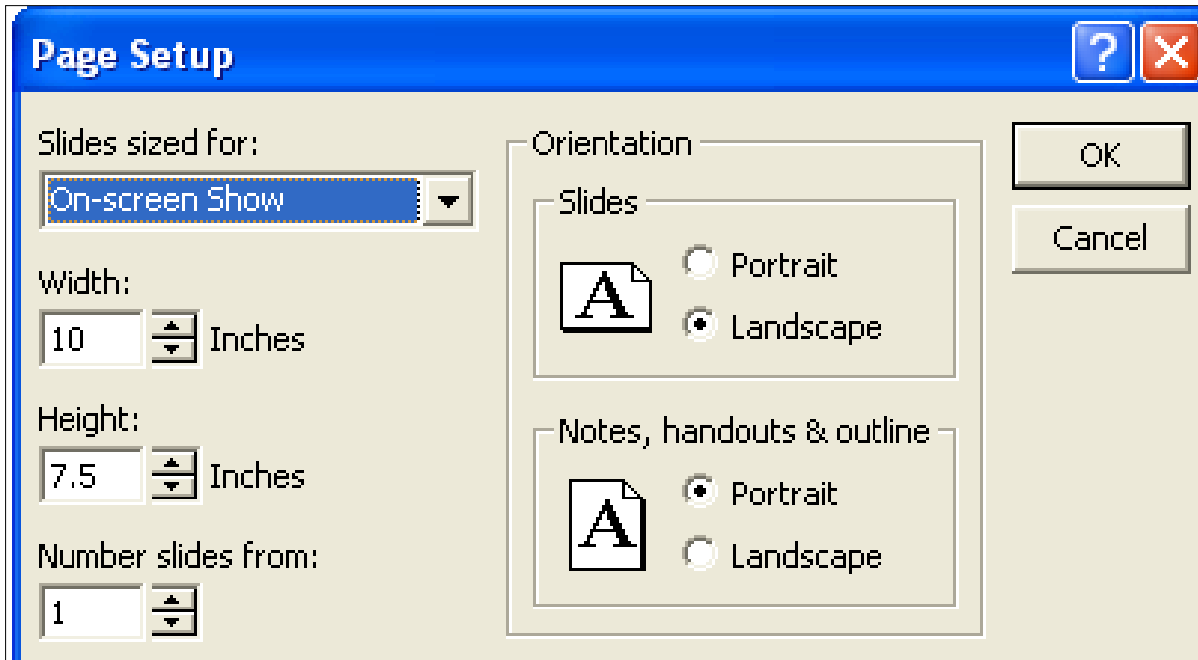 Page Setup
Slides sized for:
On-screen Show
Width:
10 Inches
Height:
7.5 Inches
Number slides from:
1
Orientation
Slides
A
Portrait
Landscape
Notes, handouts & outline
A
Portrait
Landscape
OK
Cancel